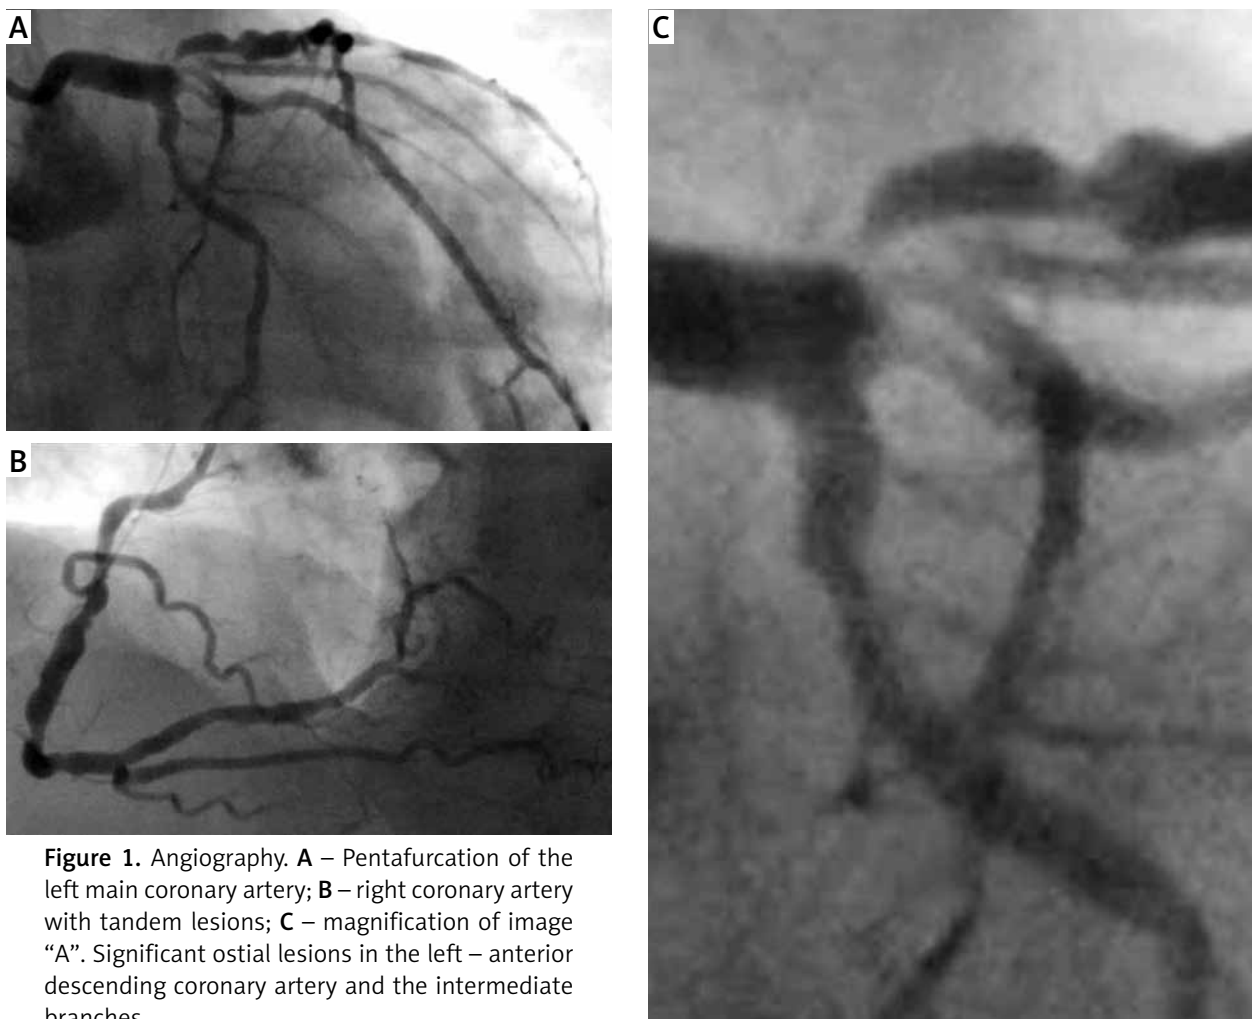 A
C
B
Figure 1. Angiography. A – Pentafurcation of the
left main coronary artery; B – right coronary artery
with tandem lesions; C – magnification of image
“A”. Significant ostial lesions in the left – anterior
descending coronary artery and the intermediate
branches